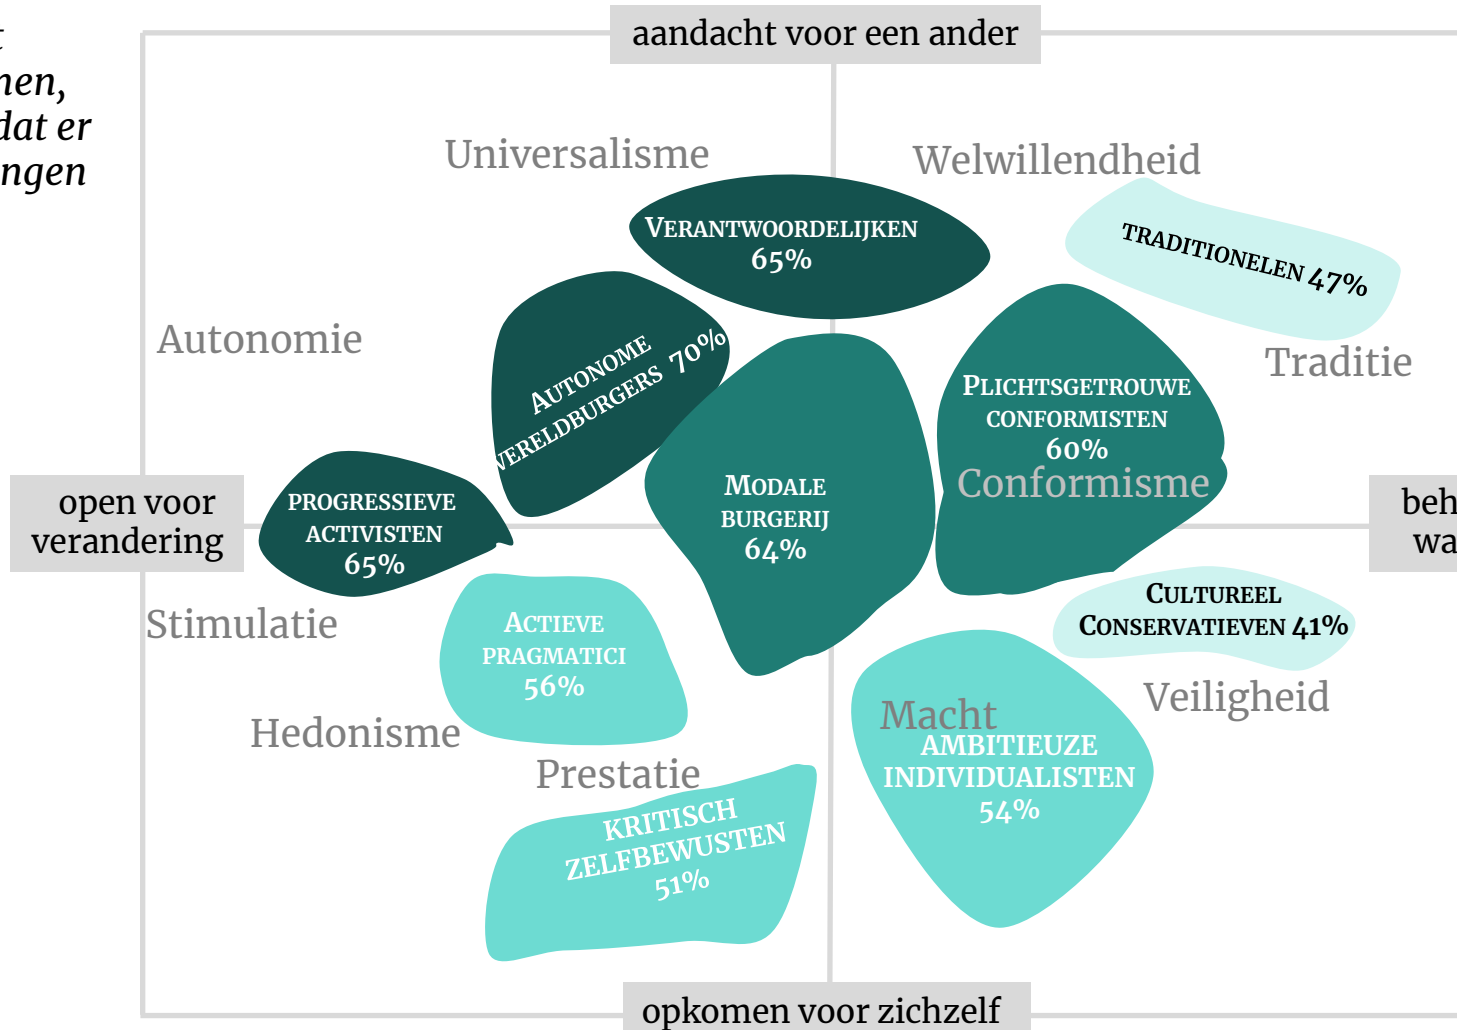 aandacht voor een ander
dat er
Universalisme
Welwillendheid
VERANTWOORDELIJKEN
65%
TRADITIONELEN 47%
Autonomie
AUTONOME
WERELDBURGERS 70%
Traditie
PLICHTSGETROUWE
CONFORMISTEN
60%
Conformisme
open voor
verandering
PROGRESSIEVE
ACTIVISTEN
65%
MODALE
BURGERIJ
64%
CULTUREEL
CONSERVATIEVEN 41%
Stimulatie
ACTIEVE
PRAGMATICI
56%
Veiligheid
Hedonisme
Macht
AMBITIEUZE
INDIVIDUALISTEN
54%
Prestatie
KRITISCH
ZELFBEWUSTEN
51%
opkomen voor zichzelf